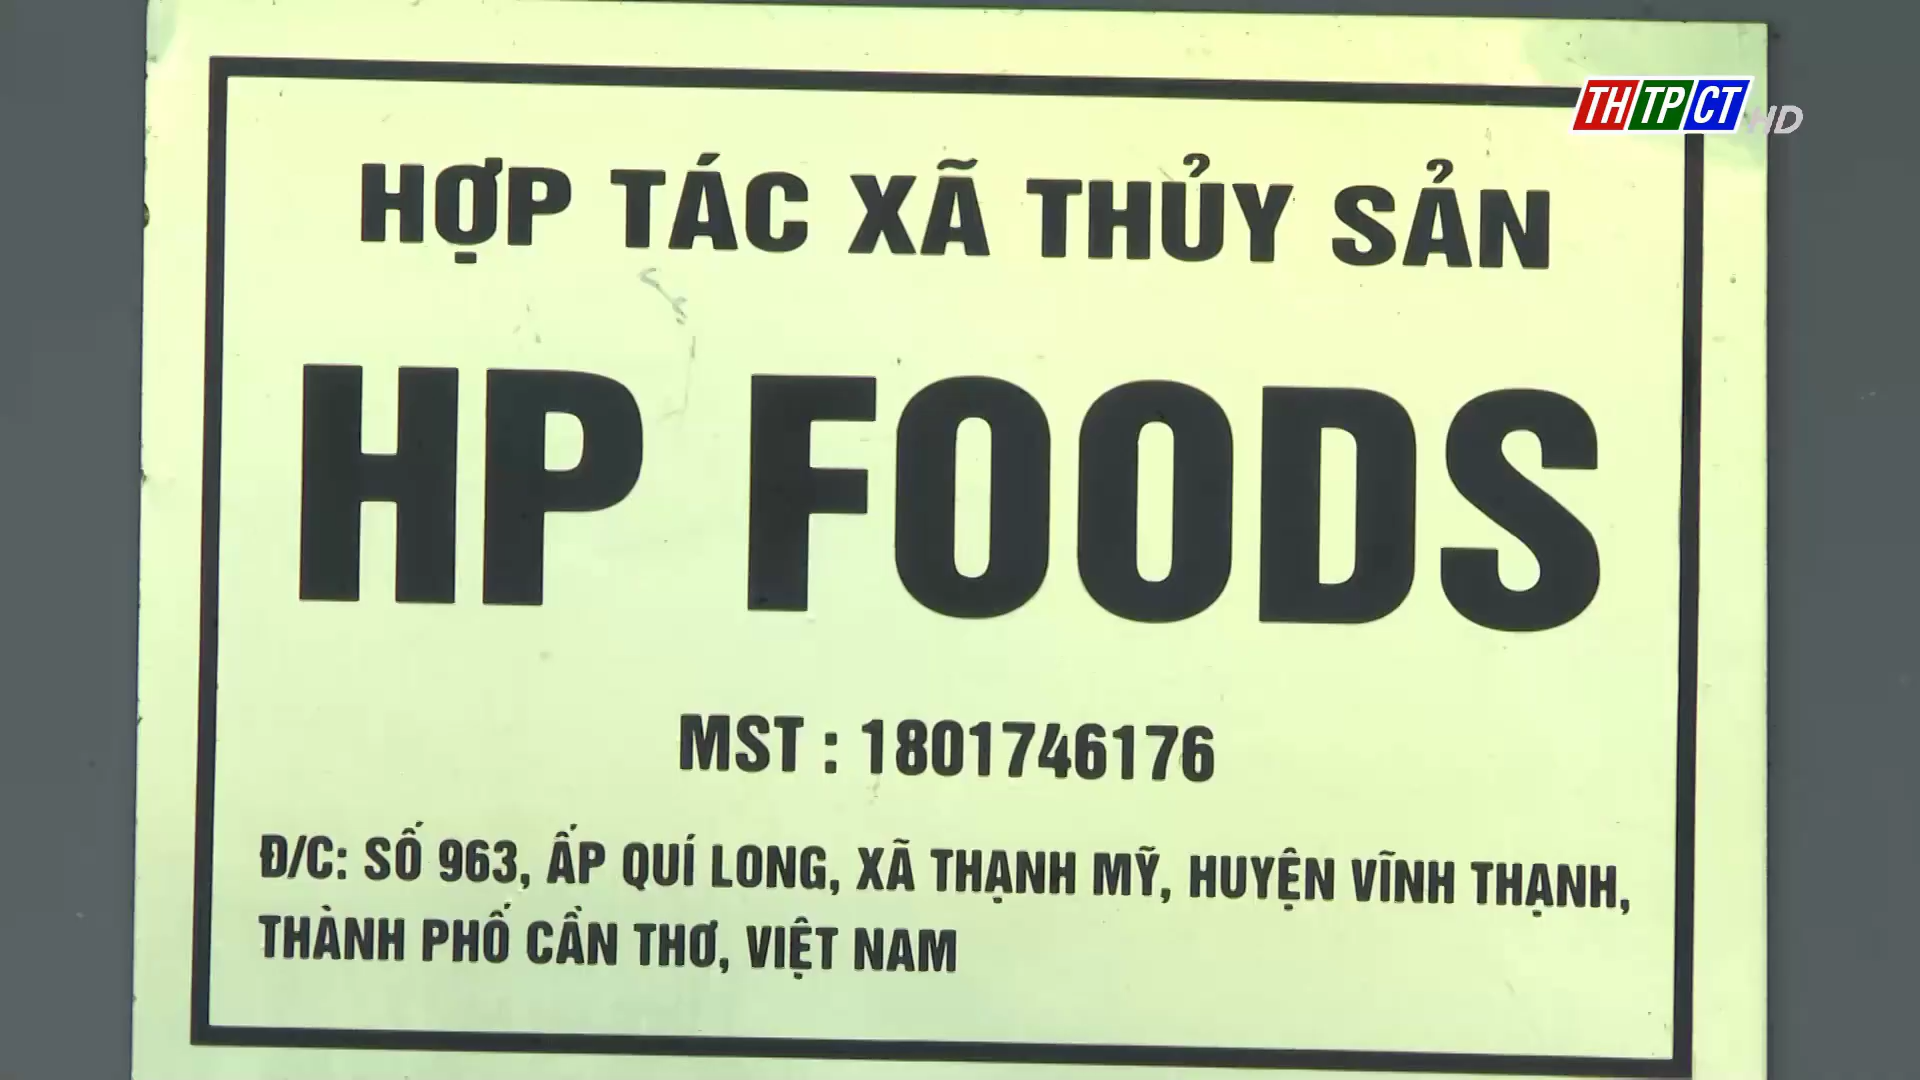 THTPCT HD
HỢP TÁC XÃ THỦY SẢN
HP FOODS
MST : 1801746176
Đ/C: SỐ 963, ẤP QUÍ LONG, XÃ THẠNH MỸ, HUYỆN VĨNH THẠNH,
THÀNH PHỐ CẦN THƠ, VIỆT NAM